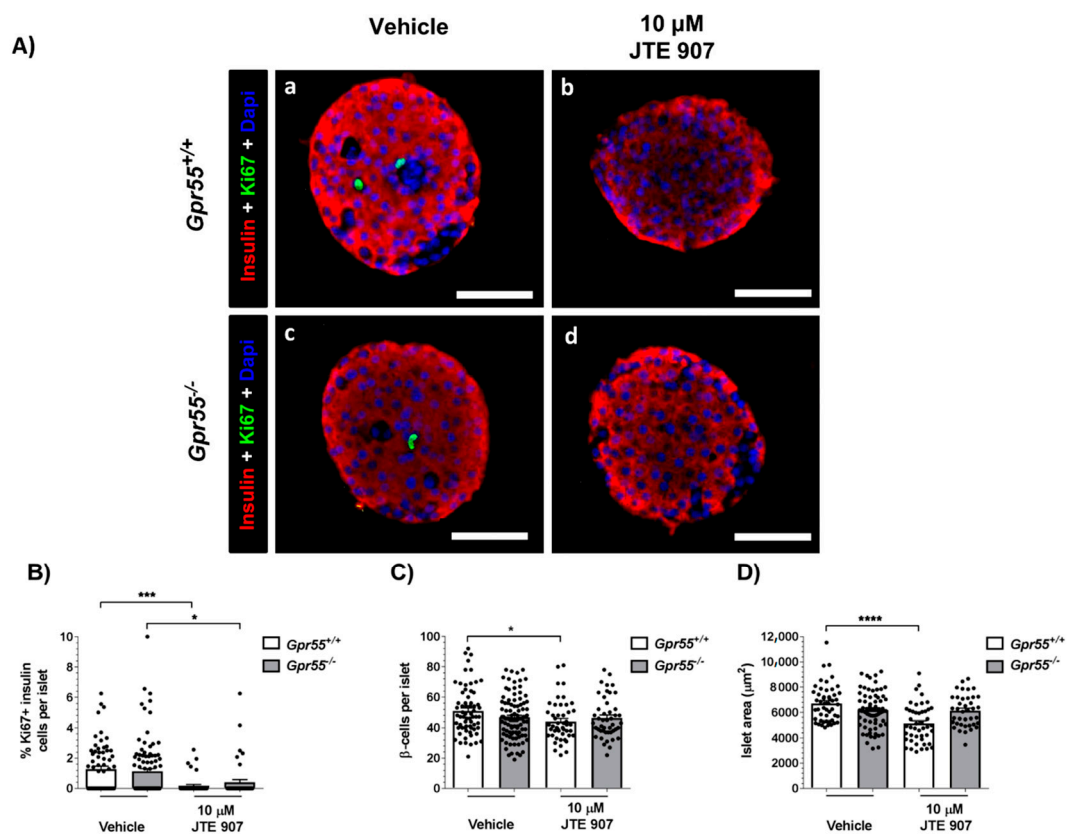 A)
Vehicle
10 µM
JTE 907
Gpr55+/+
Insulin + Ki67 + Dapi
a
b
Gpr55-/-
Insulin + Ki67 + Dapi
c
d
B)
***
*
Gpr55+/+
Gpr55-/-
% Ki67+ insulin
cells per islet
10
8
6
4
2
0
Vehicle
10 µM
JTE 907
C)
*
Gpr55+/+
Gpr55-/-
β-cells per islet
100
80
60
40
20
0
Vehicle
10 µM
JTE 907
D)
****
Gpr55+/+
Gpr55-/-
Islet area (µm2)
12,000
10,000
8000
6000
4000
2000
0
Vehicle
10 µM
JTE 907